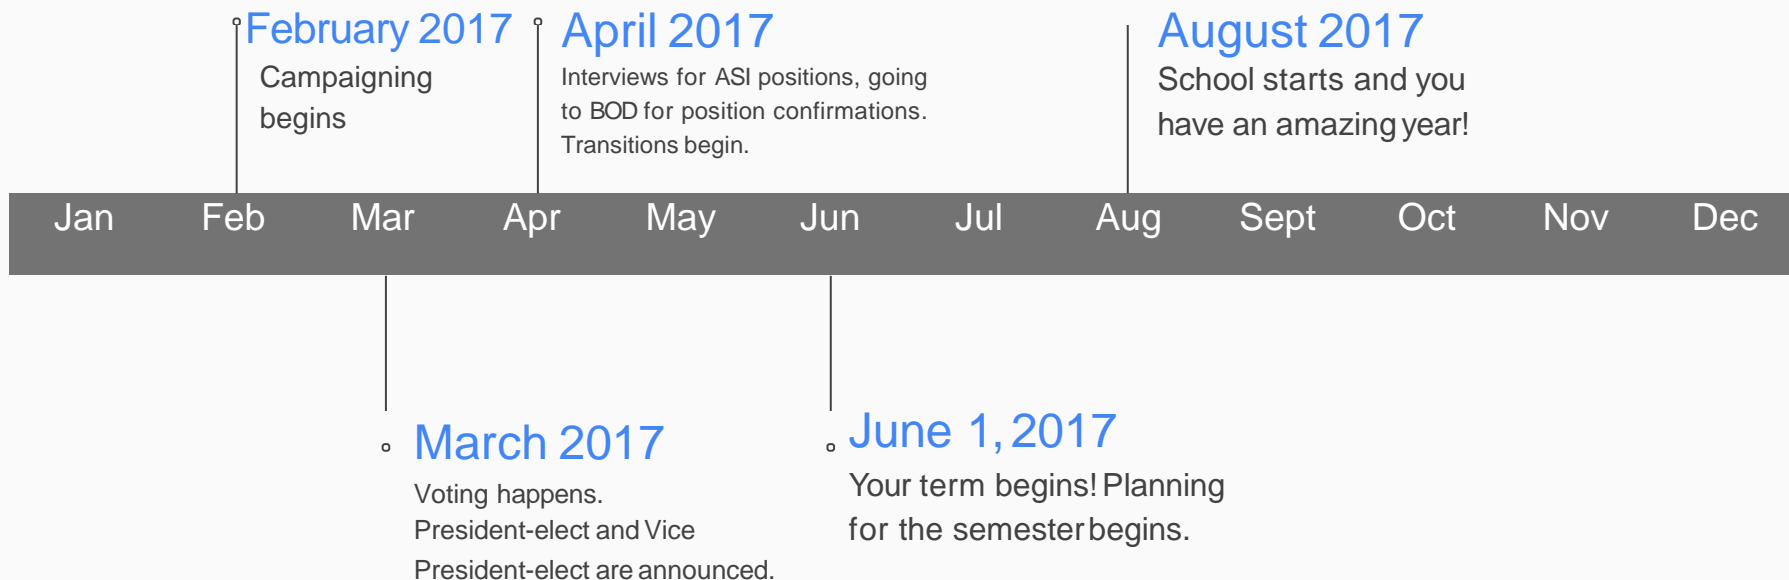 February 2017
Campaigning
begins
April 2017
Interviews for ASI positions, going
to BOD for position confirmations.
Transitions begin.
August 2017
School starts and you
have an amazing year!
Jan Feb Mar Apr May Jun Jul Aug Sept Oct Nov Dec
March 2017
Voting happens.
President-elect and Vice
President-elect are announced.
June 1, 2017
Your term begins! Planning
for the semester begins.